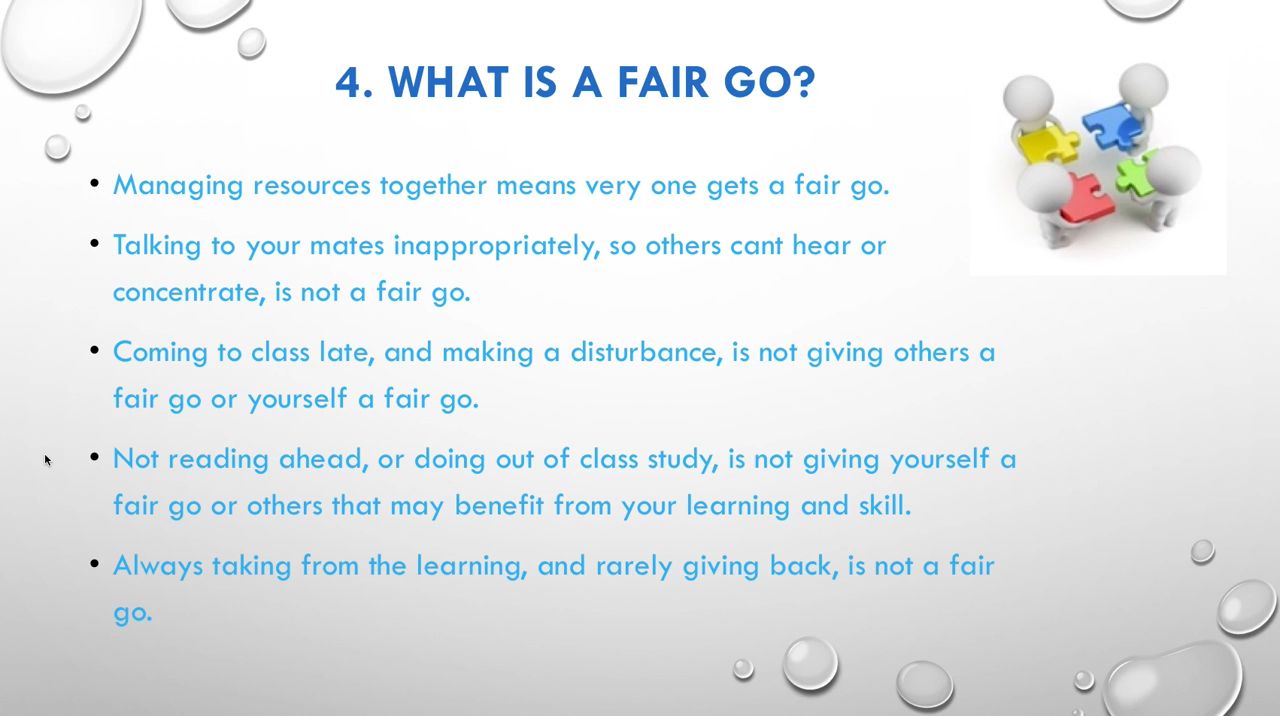 4. WHAT IS A FAIR GO?
• Managing resources together means very one gets a fair go.
• Talking to your mates inappropriately, so others cant hear or
concentrate, is not a fair go.
• Coming to class late, and making a disturbance, is not giving others a
fair go or yourself a fair go.
• Not reading ahead, or doing out of class study, is not giving yourself a
fair go or others that may benefit from your learning and skill.
• Always taking from the learning, and rarely giving back, is not a fair
go.